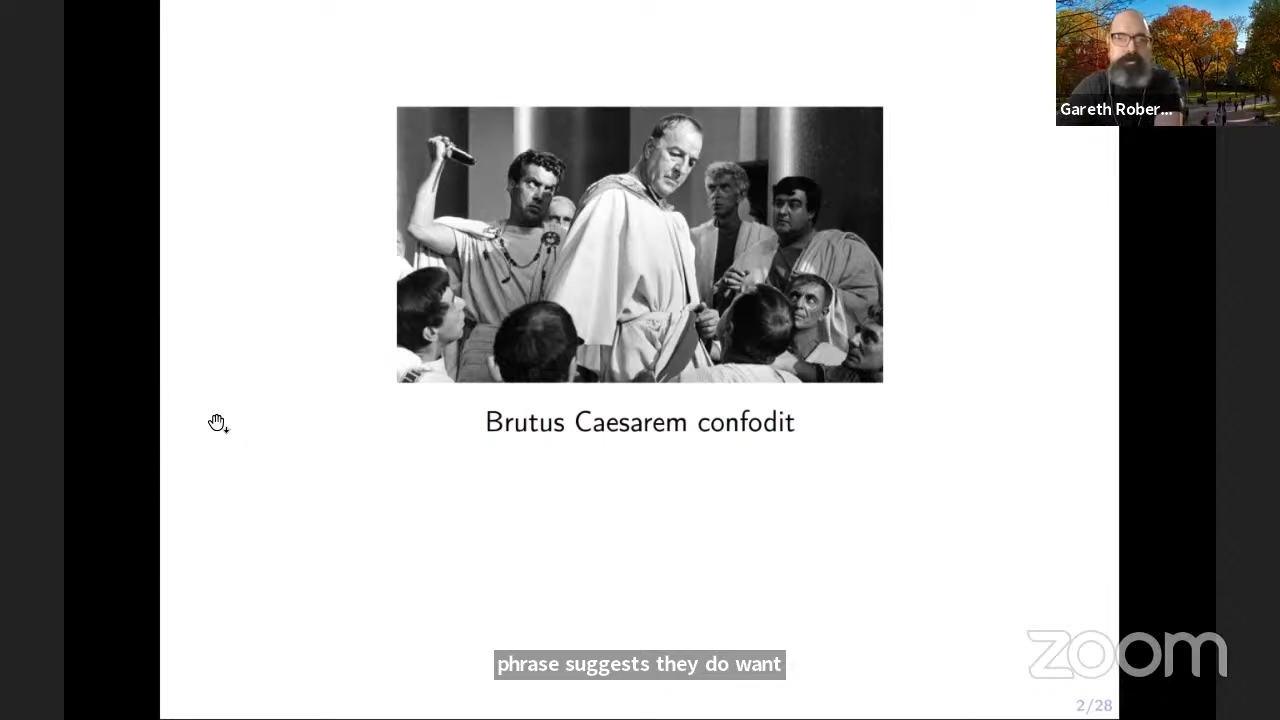 Gareth Rober...
Brutus Caesarem confodit
phrase suggests they do want
zoom
2/28